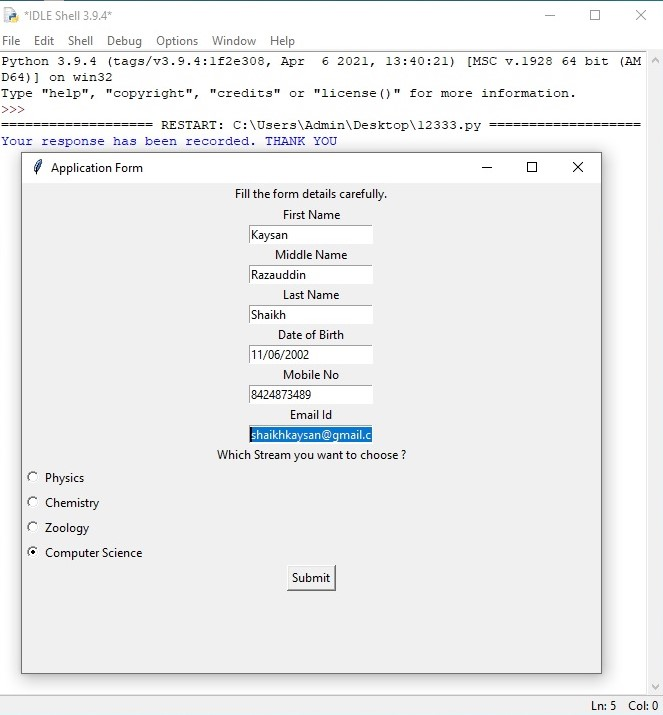 *IDLE Shell 3.9.4*
File Edit Shell Debug Options Window Help
Python 3.9.4 (tags/v3.9.4:1f2e308, Apr  6 2021, 13:40:21) [MSC v.1928 64 bit (AM
D64)] on win32
Type "help", "copyright", "credits" or "license()" for more information.
>>>
=================== RESTART: C:\Users\Admin\Desktop\12333.py ===================
Your response has been recorded. THANK YOU
Application Form
Fill the form details carefully.
First Name
Kaysan
Middle Name
Razauddin
Last Name
Shaikh
Date of Birth
11/06/2002
Mobile No
8424873489
Email Id
shaikhkaysan@gmail.c
Which Stream you want to choose ?
Physics
Chemistry
Zoology
Computer Science
Submit
Ln: 5 Col: 0